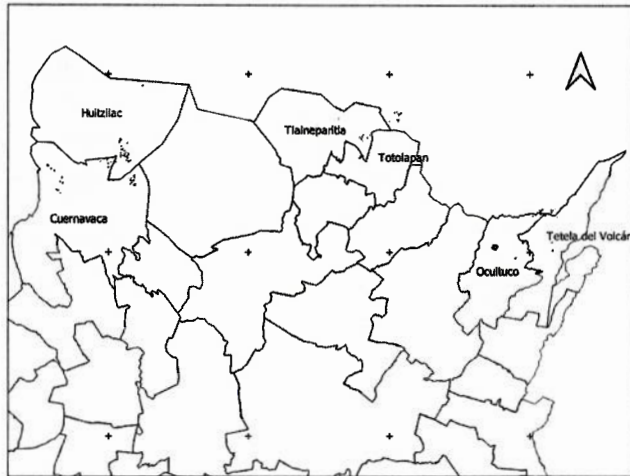 Huitzilac
Tlalnepantla
Totolapan
Cuernavaca
Tetela del Volcán
Ocuituco